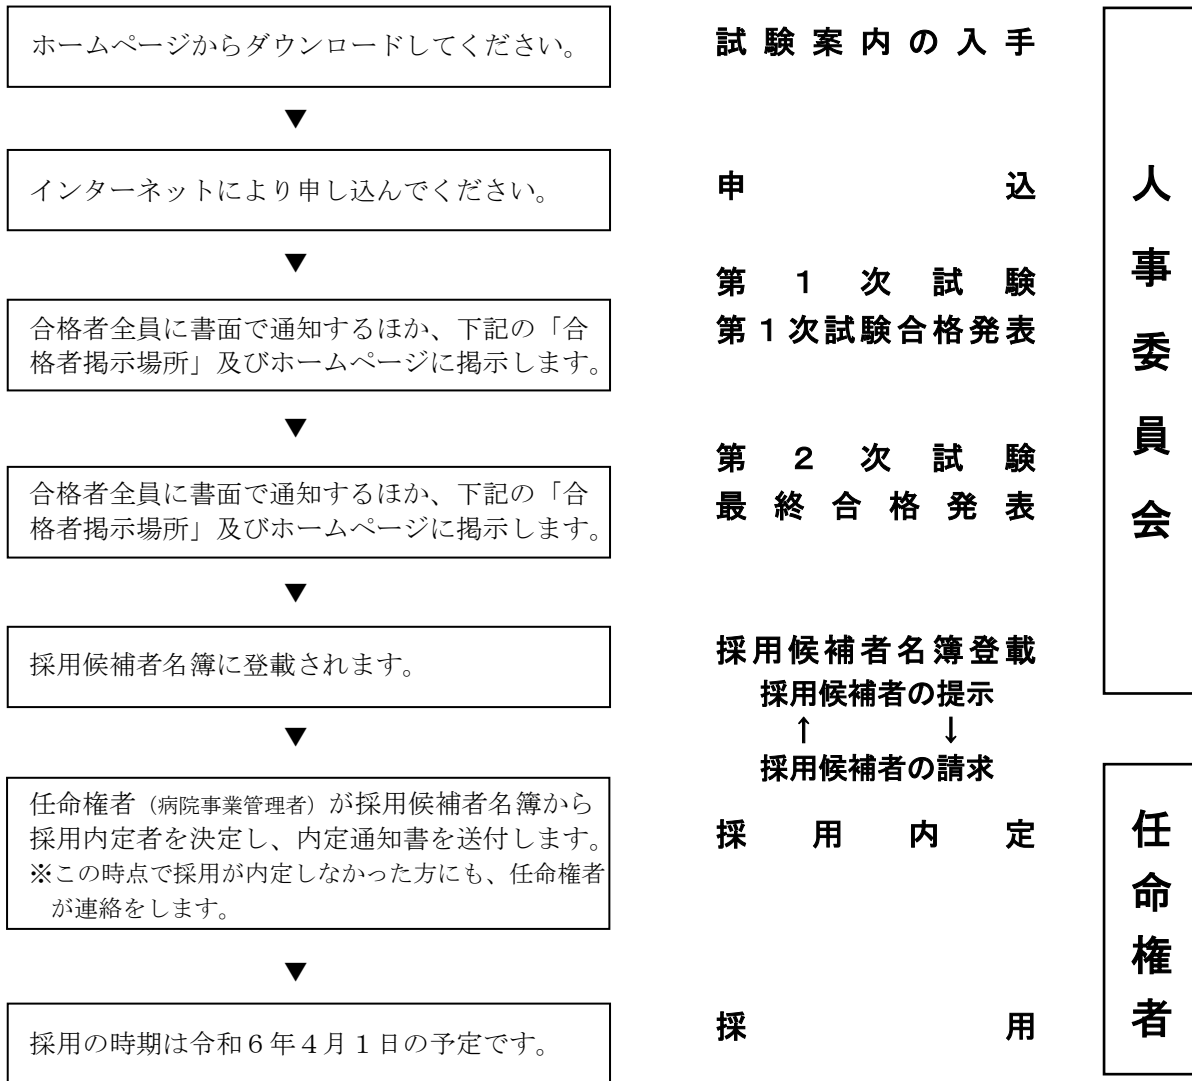 ホームページからダウンロードしてください。
試験案内の入手
▼
インターネットにより申し込んでください。
申込
▼
第１次試験
合格者全員に書面で通知するほか、下記の「合
格者掲示場所」及びホームページに掲示します。
第１次試験合格発表
▼
第２次試験
合格者全員に書面で通知するほか、下記の「合
格者掲示場所」及びホームページに掲示します。
最終合格発表
▼
採用候補者名簿に登載されます。
採用候補者名簿登載
採用候補者の提示
↑ ↓
採用候補者の請求
▼
任命権者（病院事業管理者）が採用候補者名簿から
採用内定者を決定し、内定通知書を送付します。
※この時点で採用が内定しなかった方にも、任命権者
が連絡をします。
採用内定
▼
採用の時期は令和６年４月１日の予定です。
採用
人事委員会
任命権者